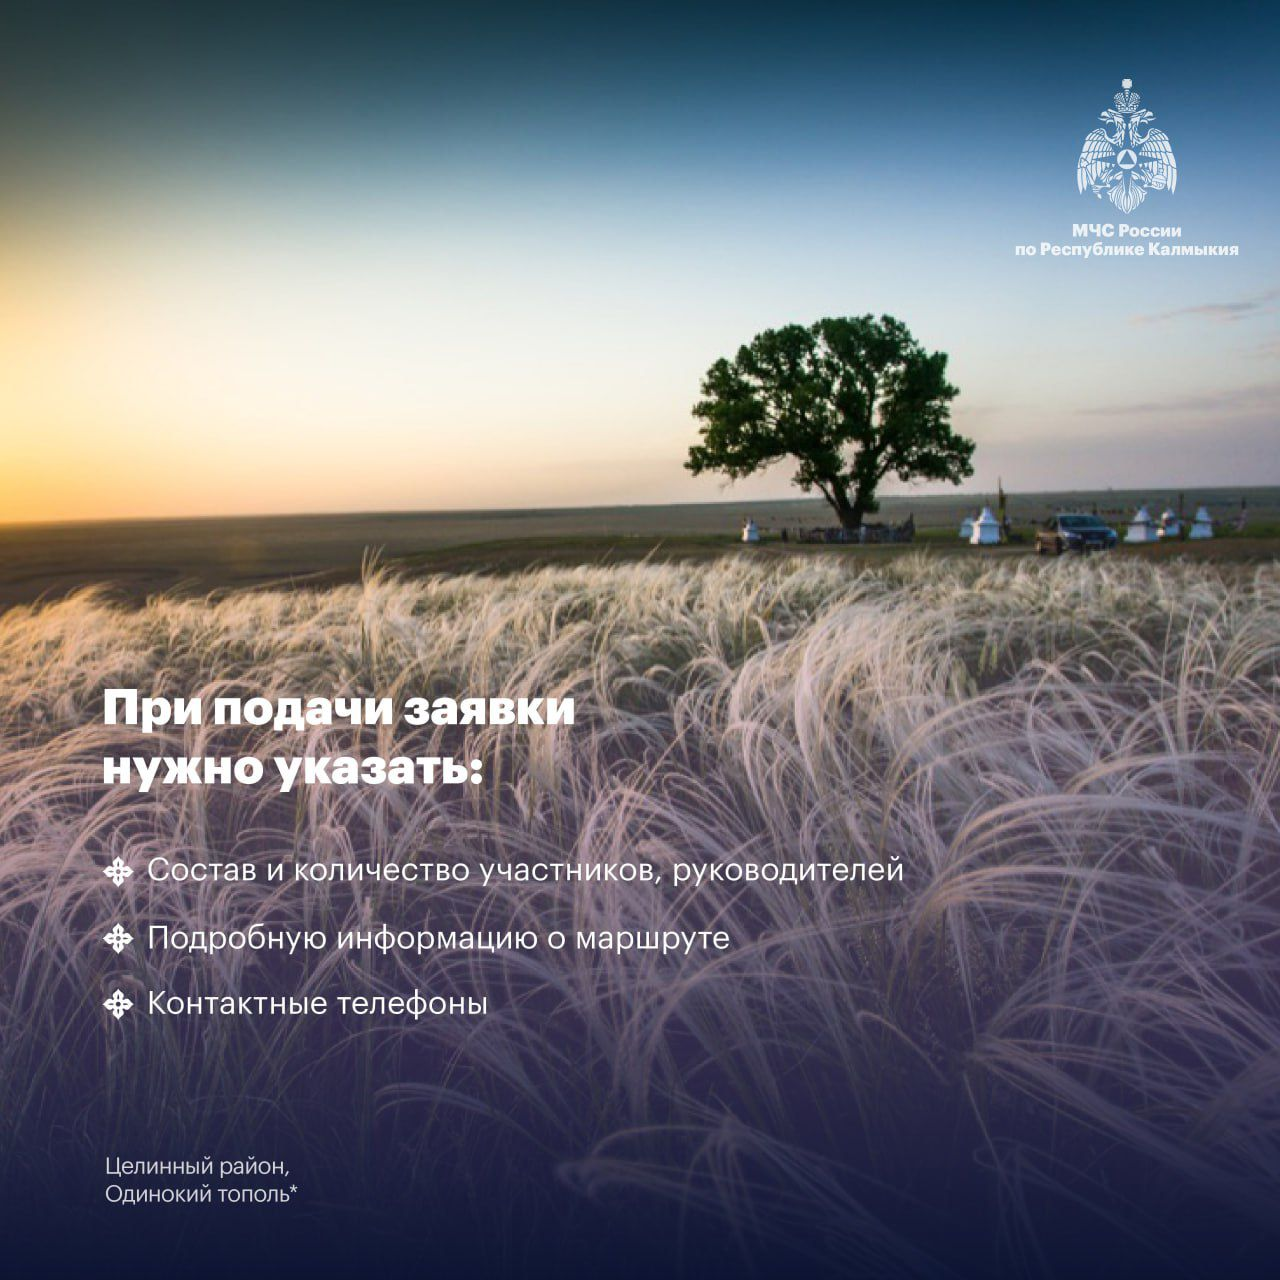 МЧС России
по Республике Калмыкия
При подачи заявки
нужно указать:
Состав и количество участников, руководителей
Подробную информацию о маршруте
Контактные телефоны
Целинный район,
Одинокий тополь*